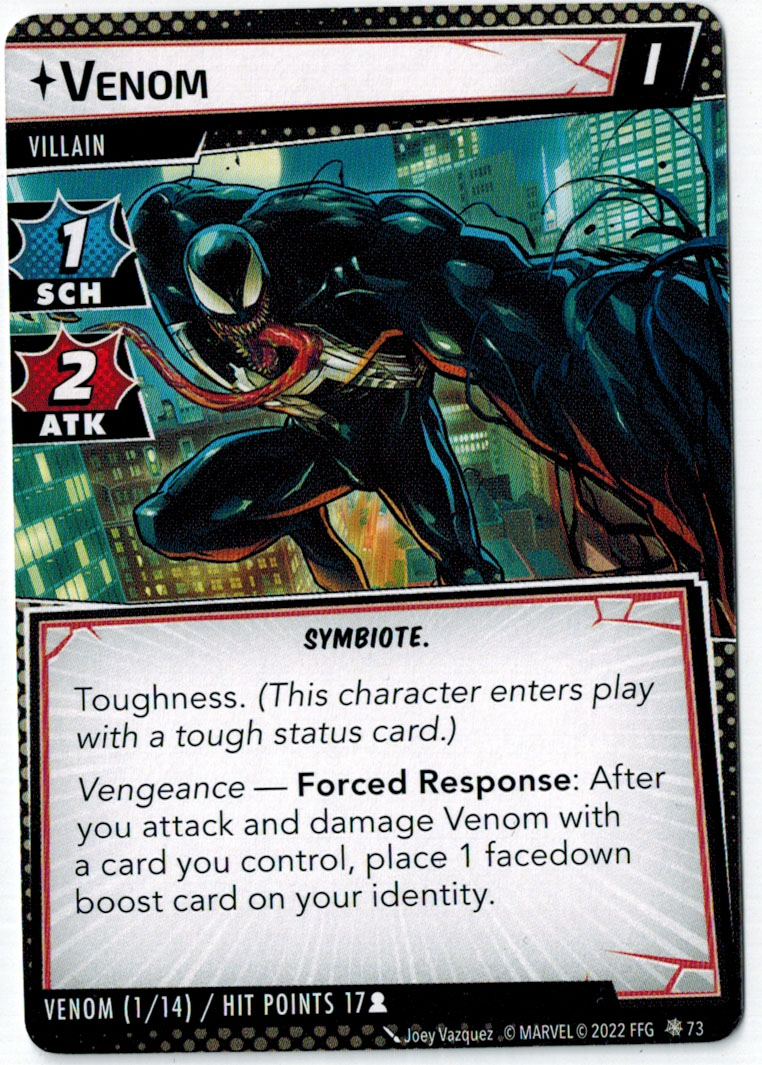 VENOM
I
VILLAIN
1
SCH
2
ATK
SYMBIOTE.
Toughness. (This character enters play
with a tough status card.)
Vengeance — Forced Response: After
you attack and damage Venom with
a card you control, place 1 facedown
boost card on your identity.
VENOM (1/14) / HIT POINTS 17
Joey Vazquez © MARVEL © 2022 FFG 73